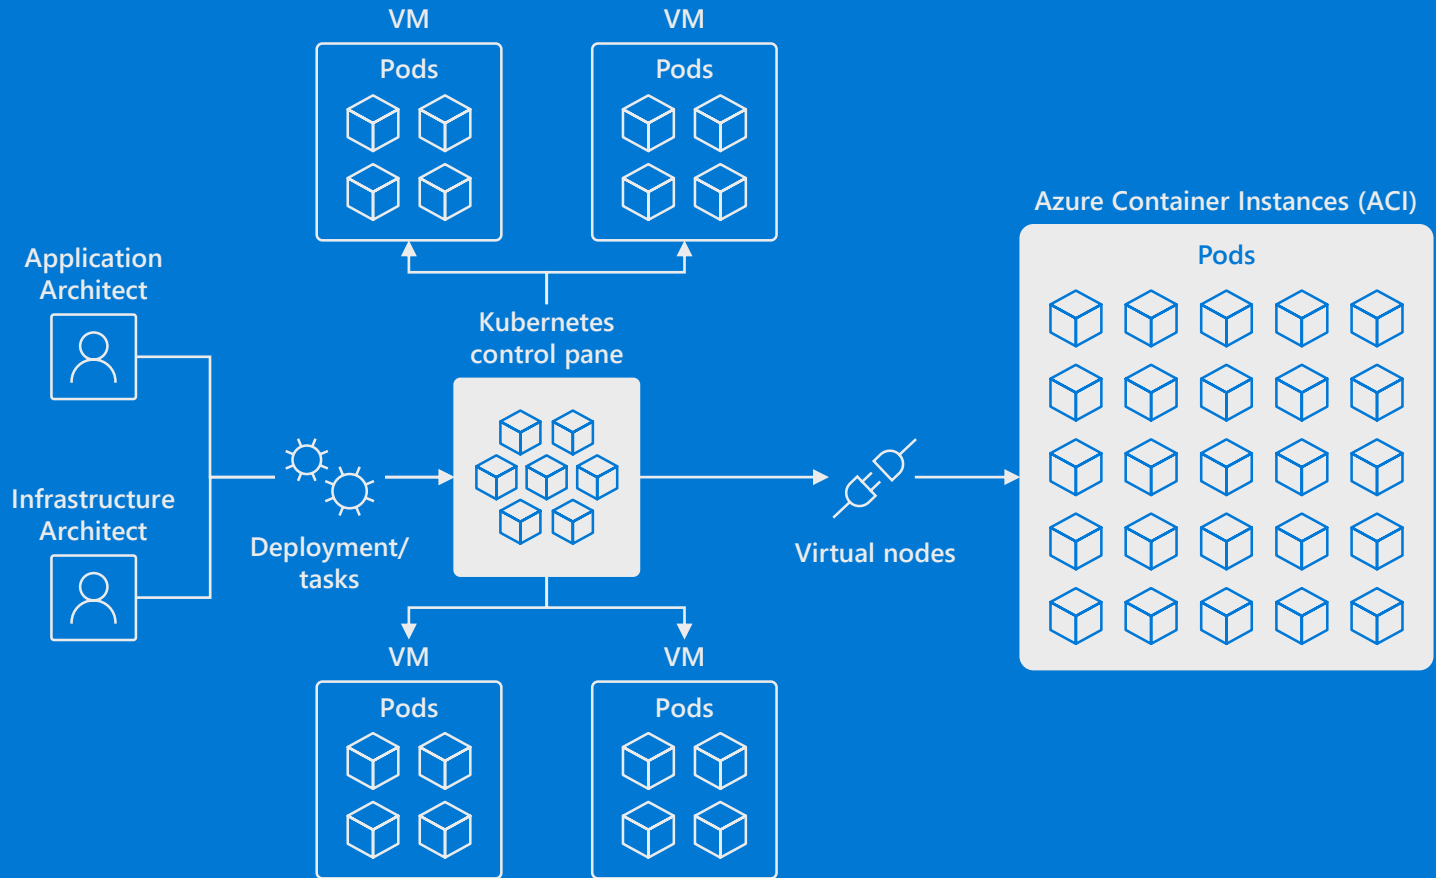 VM
VM
Pods
Pods
Azure Container Instances (ACI)
Pods
Application
Architect
Kubernetes
control pane
Infrastructure
Architect
Deployment/
tasks
Virtual nodes
VM
VM
Pods
Pods